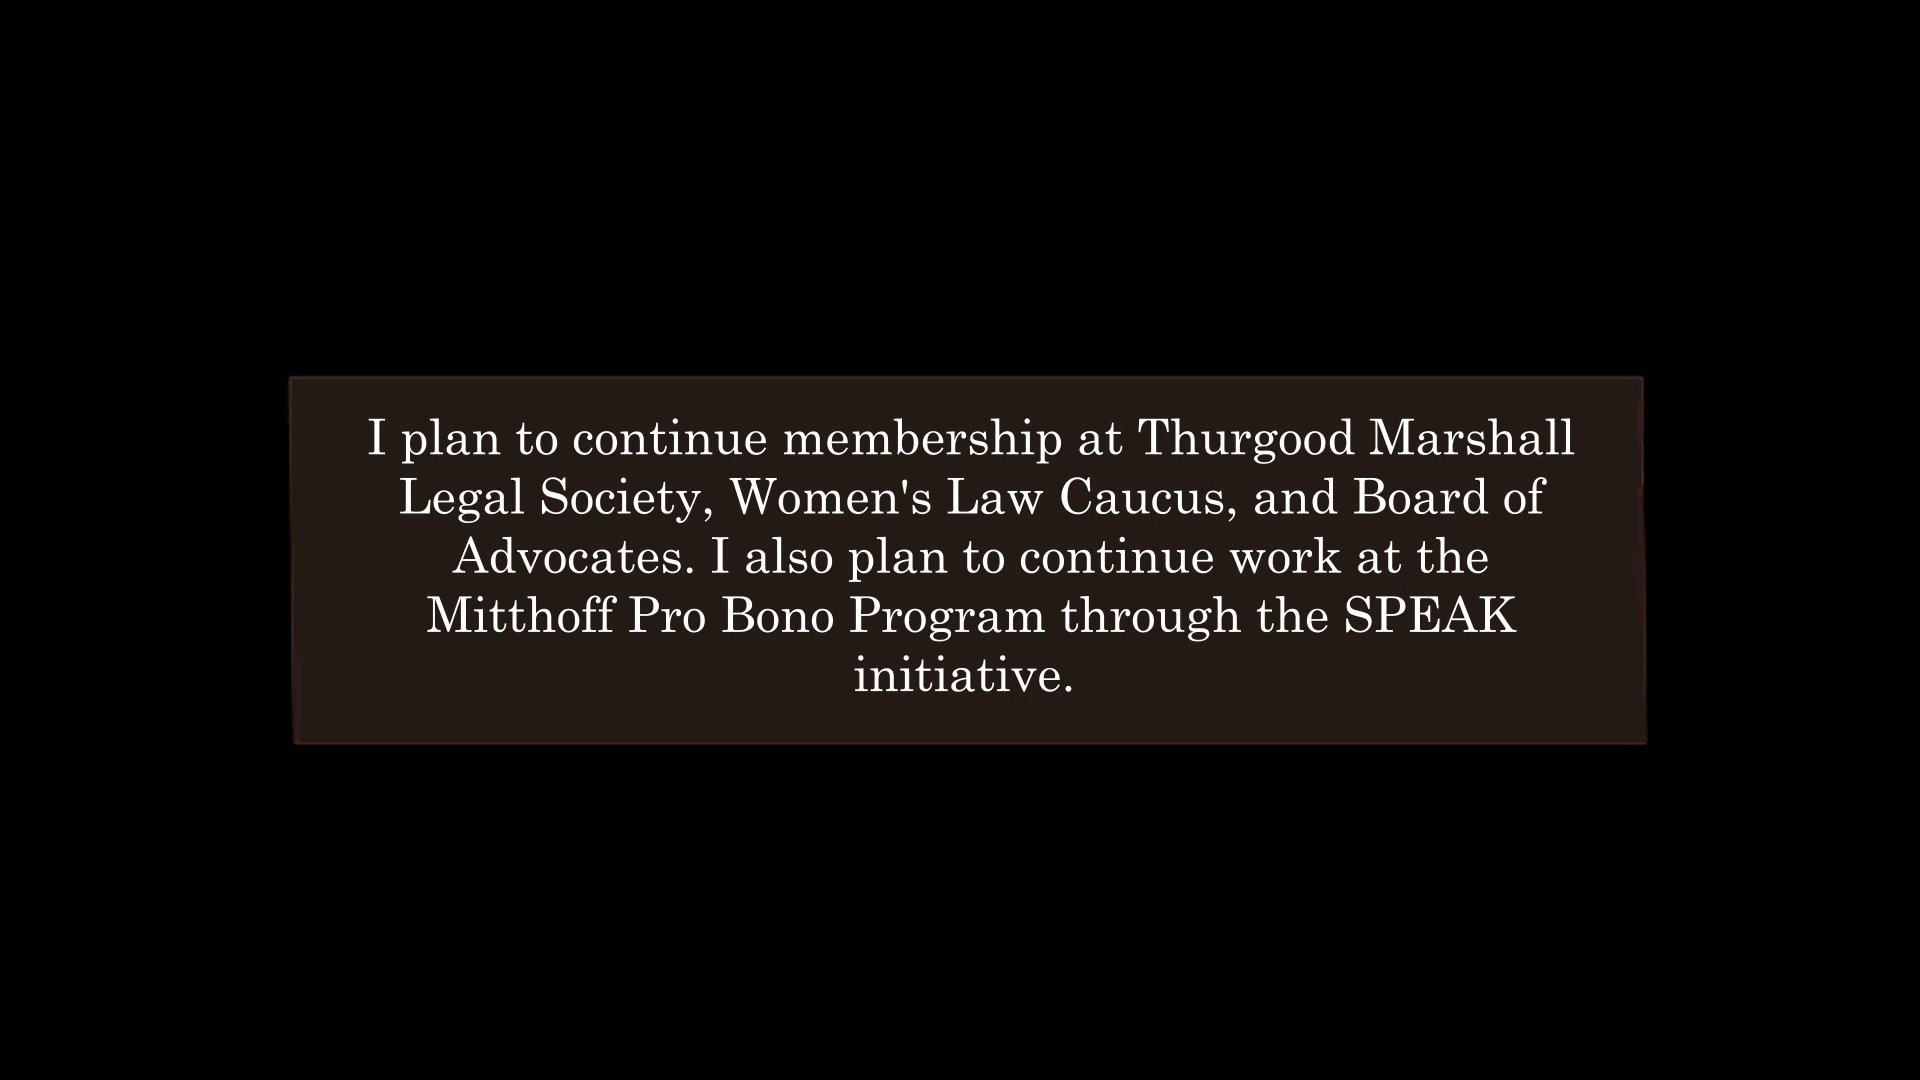 I plan to continue membership at Thurgood Marshall
Legal Society, Women's Law Caucus, and Board of
Advocates. I also plan to continue work at the
Mitthoff Pro Bono Program through the SPEAK
initiative.